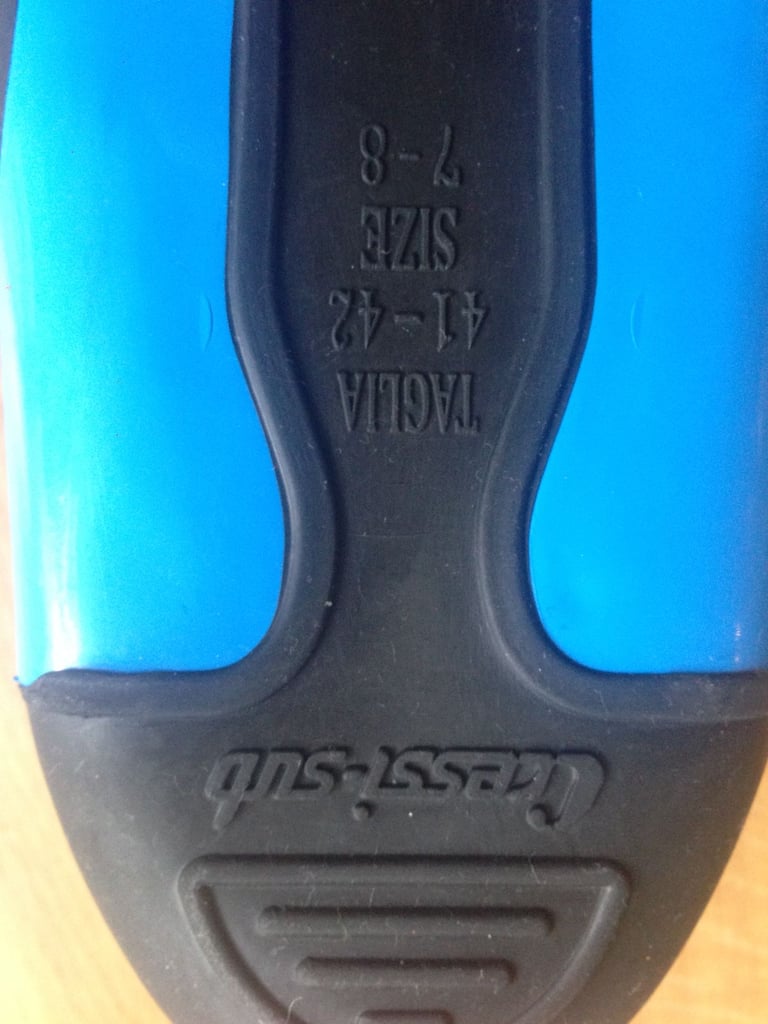 Cressi-sub
TAGLIA
41-42
SIZE
7-8